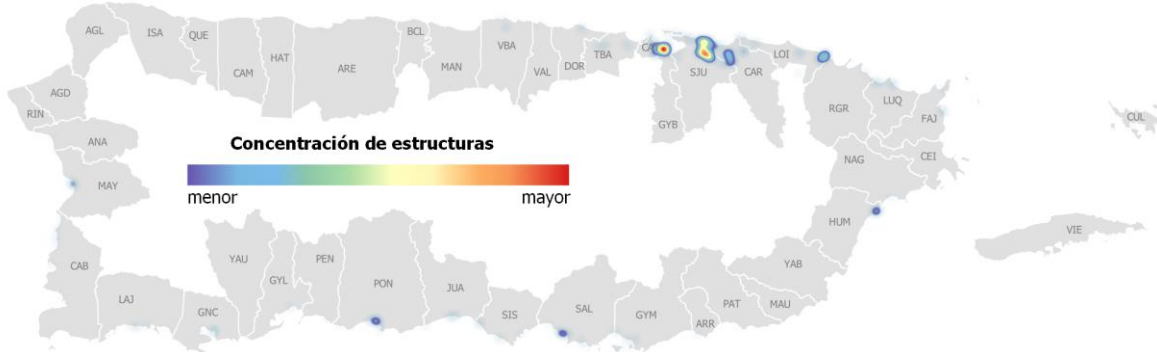 AGL
ISA
QUE
CAM
HAT
ARE
BCL
MAN
VBA
VAL
DOR
TBA
SJU
CAR
LOI
GYB
RGR
LUQ
FAJ
CUL
AGD
RIN
ANA
MAY
NAG
CEI
Concentración de estructuras
menor
mayor
HUM
VIE
CAB
LAJ
GNC
YAU
GYL
PEN
PON
JUA
SIS
SAL
GYM
ARR
PAT
MAU
YAB